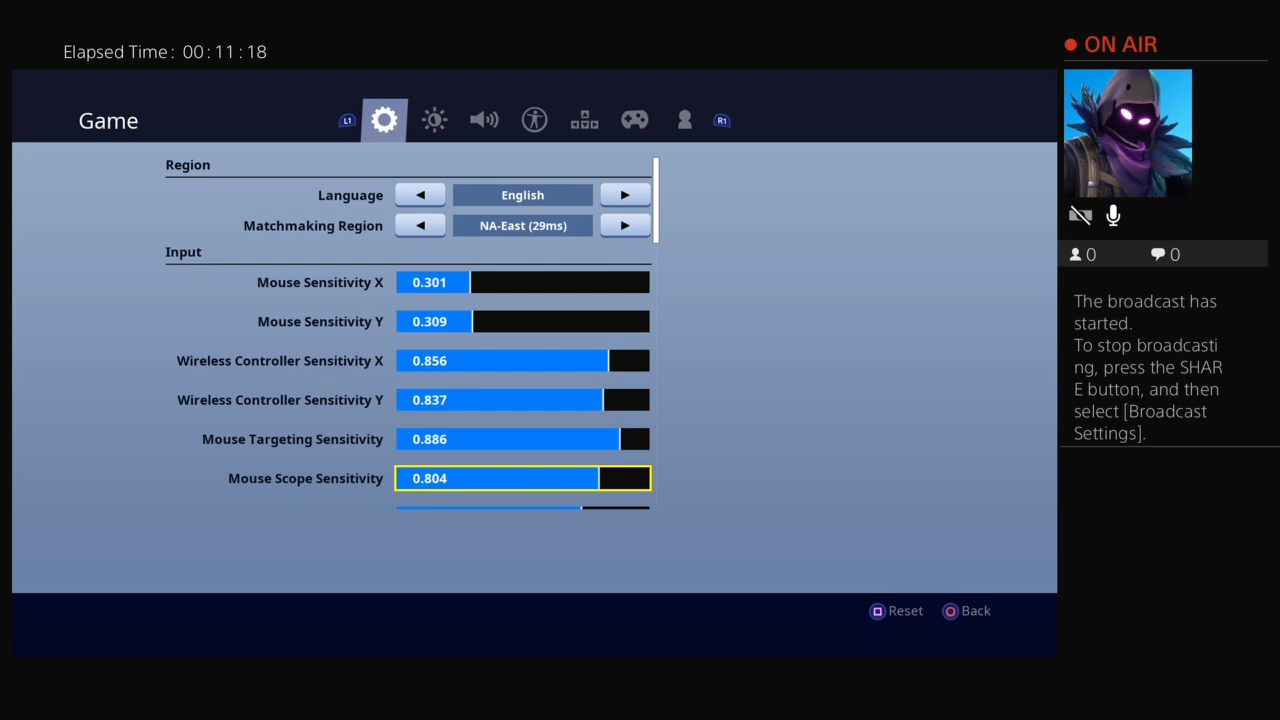 Elapsed Time: 00:11:18
ON AIR
Game
L1
R1
Region
Language
English
Matchmaking Region
NA-East (29ms)
Input
Mouse Sensitivity X
0.301
Mouse Sensitivity Y
0.309
Wireless Controller Sensitivity X
0.856
Wireless Controller Sensitivity Y
0.837
Mouse Targeting Sensitivity
0.886
Mouse Scope Sensitivity
0.804
Reset
Back
0
0
The broadcast has
started.
To stop broadcasti
ng, press the SHAR
E button, and then
select [Broadcast
Settings].